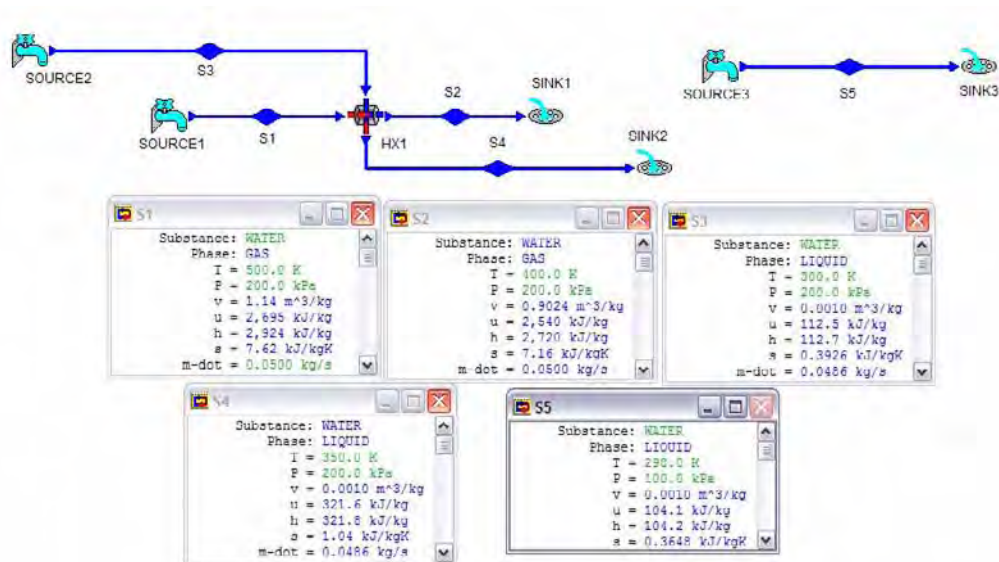 SOURCE2
S3
SOURCE1
S1
HX1
S2
SINK1
S4
SINK2
SOURCE3
S5
SINK3
S1
Substance: WATER
Phase: GAS
T = 500.0 K
P = 200.0 kPa
v = 1.14 m^3/kg
u = 2,695 kJ/kg
h = 2,924 kJ/kg
s = 7.62 kJ/kgK
m-dot = 0.0500 kg/s
S2
Substance: WATER
Phase: GAS
T = 400.0 K
P = 200.0 kPa
v = 0.9024 m^3/kg
u = 2,540 kJ/kg
h = 2,720 kJ/kg
s = 7.16 kJ/kgK
m-dot = 0.0500 kg/s
S3
Substance: WATER
Phase: LIQUID
T = 300.0 K
P = 200.0 kPa
v = 0.0010 m^3/kg
u = 112.5 kJ/kg
h = 112.7 kJ/kg
s = 0.3926 kJ/kgK
m-dot = 0.0486 kg/s
S4
Substance: WATER
Phase: LIQUID
T = 350.0 K
P = 200.0 kPa
v = 0.0010 m^3/kg
u = 321.6 kJ/kg
h = 321.8 kJ/kg
s = 1.04 kJ/kgK
m-dot = 0.0486 kg/s
S5
Substance: WATER
Phase: LIQUID
T = 298.0 K
P = 100.0 kPa
v = 0.0010 m^3/kg
u = 104.1 kJ/kg
h = 104.2 kJ/kg
s = 0.3648 kJ/kgK